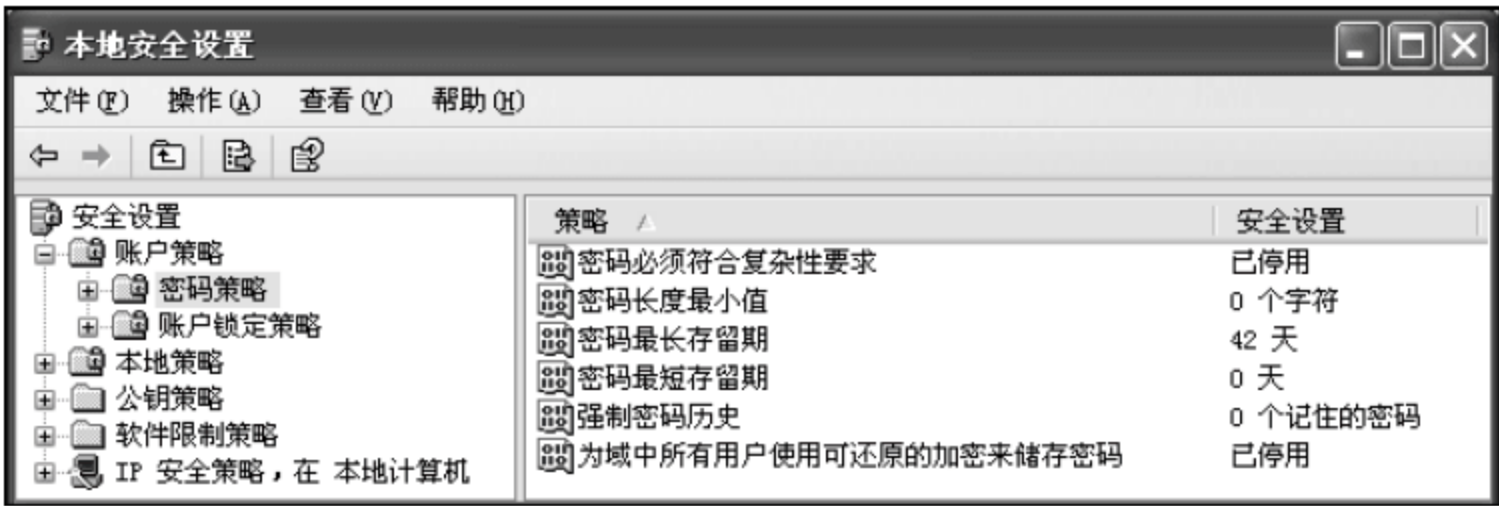 本地安全设置
文件(F) 操作(A) 查看(V) 帮助(H)
安全设置
账户策略
密码策略
账户锁定策略
本地策略
公钥策略
软件限制策略
IP 安全策略，在 本地计算机
策略 安全设置
密码必须符合复杂性要求 已停用
密码长度最小值 0 个字符
密码最长存留期 42 天
密码最短存留期 0 天
强制密码历史 0 个记住的密码
为域中所有用户使用可还原的加密来储存密码 已停用